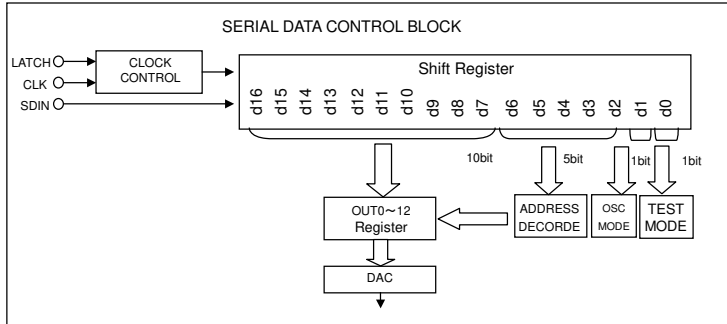 SERIAL DATA CONTROL BLOCK
LATCH
CLK
SDIN
CLOCK
CONTROL
Shift Register
d16 d15 d14 d13 d12 d11 d10 d9 d8 d7 d6 d5 d4 d3 d2 d1 d0
10bit 5bit 1bit 1bit
OUT0～12
Register
ADDRESS
DECORDE
OSC
MODE
TEST
MODE
DAC